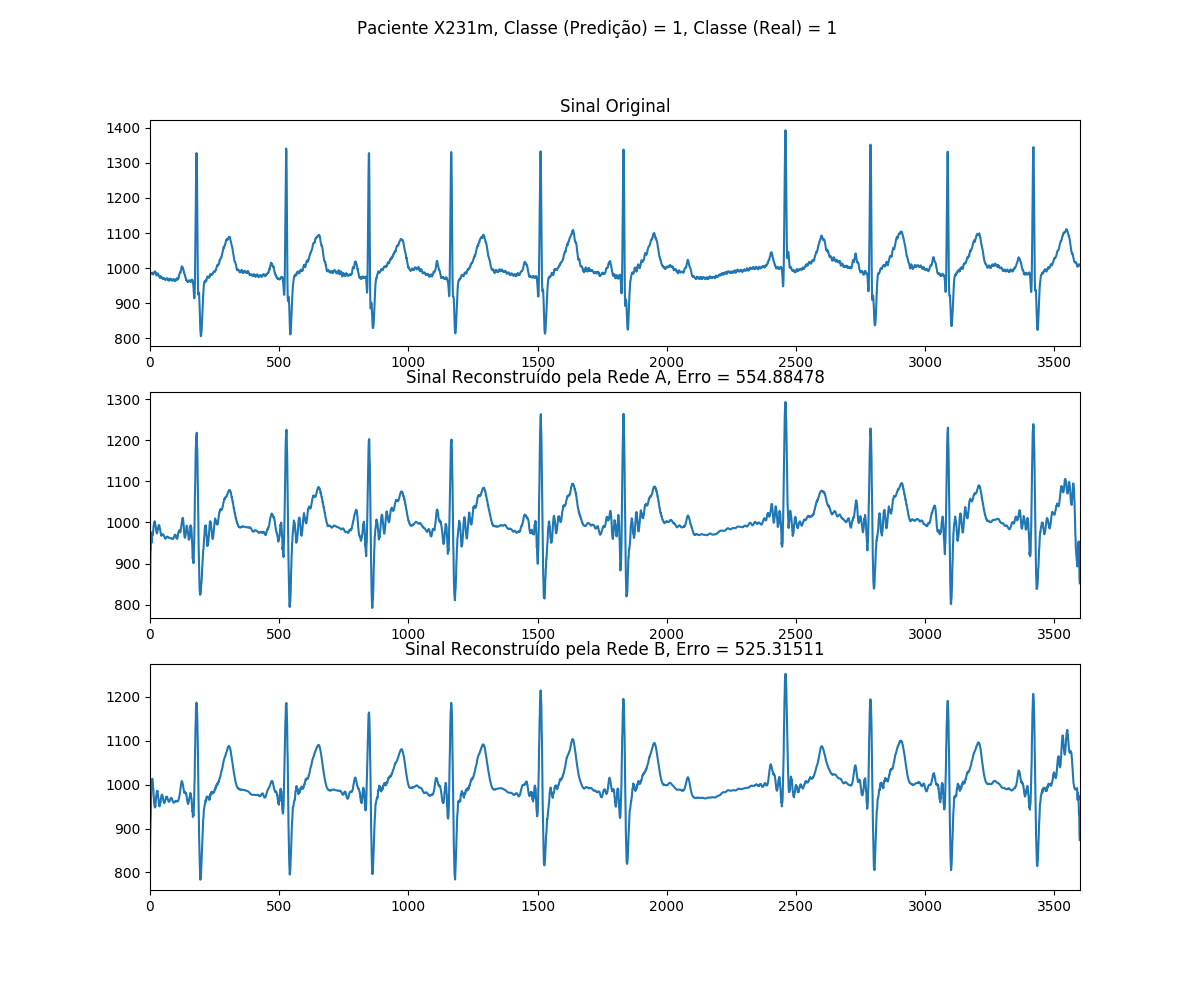 Paciente X231m, Classe (Predição) = 1, Classe (Real) = 1
Sinal Original
1400
1300
1200
1100
1000
900
800
0 500 1000 1500 2000 2500 3000 3500
Sinal Reconstruído pela Rede A, Erro = 554.88478
1300
1200
1100
1000
900
800
0 500 1000 1500 2000 2500 3000 3500
Sinal Reconstruído pela Rede B, Erro = 525.31511
1200
1100
1000
900
800
0 500 1000 1500 2000 2500 3000 3500